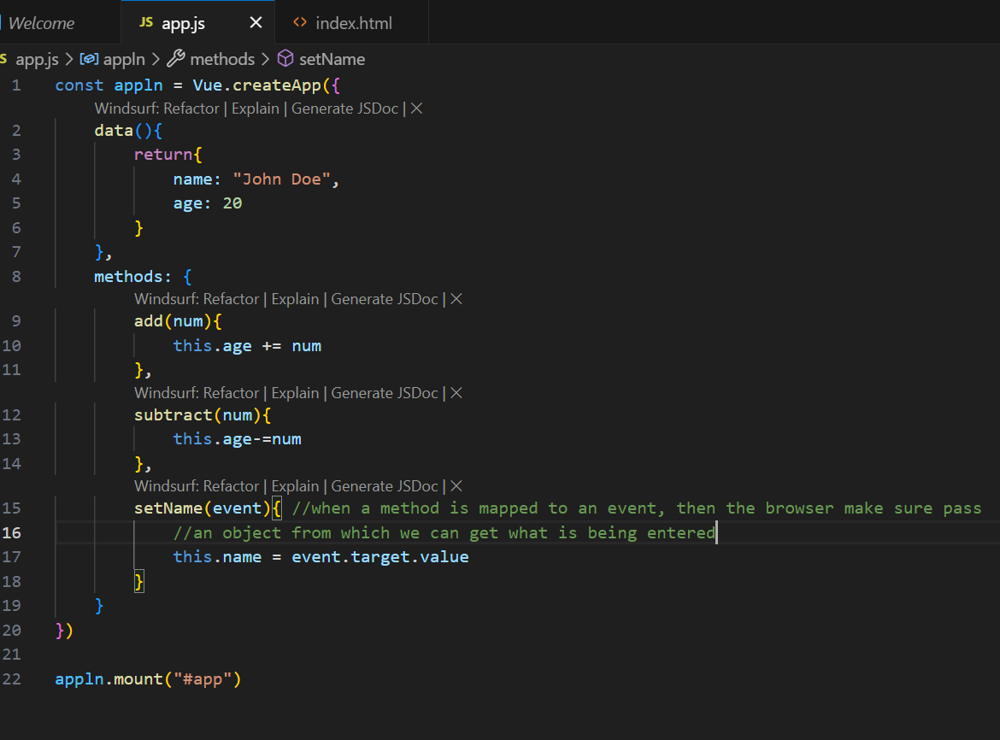 Welcome JS app.js <> index.html
S app.js > appln > methods > setName
1 const appln = Vue.createApp({
Windsurf: Refactor | Explain | Generate JSDoc | X
2 data(){
3 return{
4 name: "John Doe",
5 age: 20
6 }
7 },
8 methods: {
Windsurf: Refactor | Explain | Generate JSDoc | X
9 add(num){
10 this.age += num
11 },
Windsurf: Refactor | Explain | Generate JSDoc | X
12 subtract(num){
13 this.age-=num
14 },
Windsurf: Refactor | Explain | Generate JSDoc | X
15 setName(event){ //when a method is mapped to an event, then the browser make sure pass
16 //an object from which we can get what is being entered
17 this.name = event.target.value
18 }
19 }
20 })
21
22 appln.mount("#app")